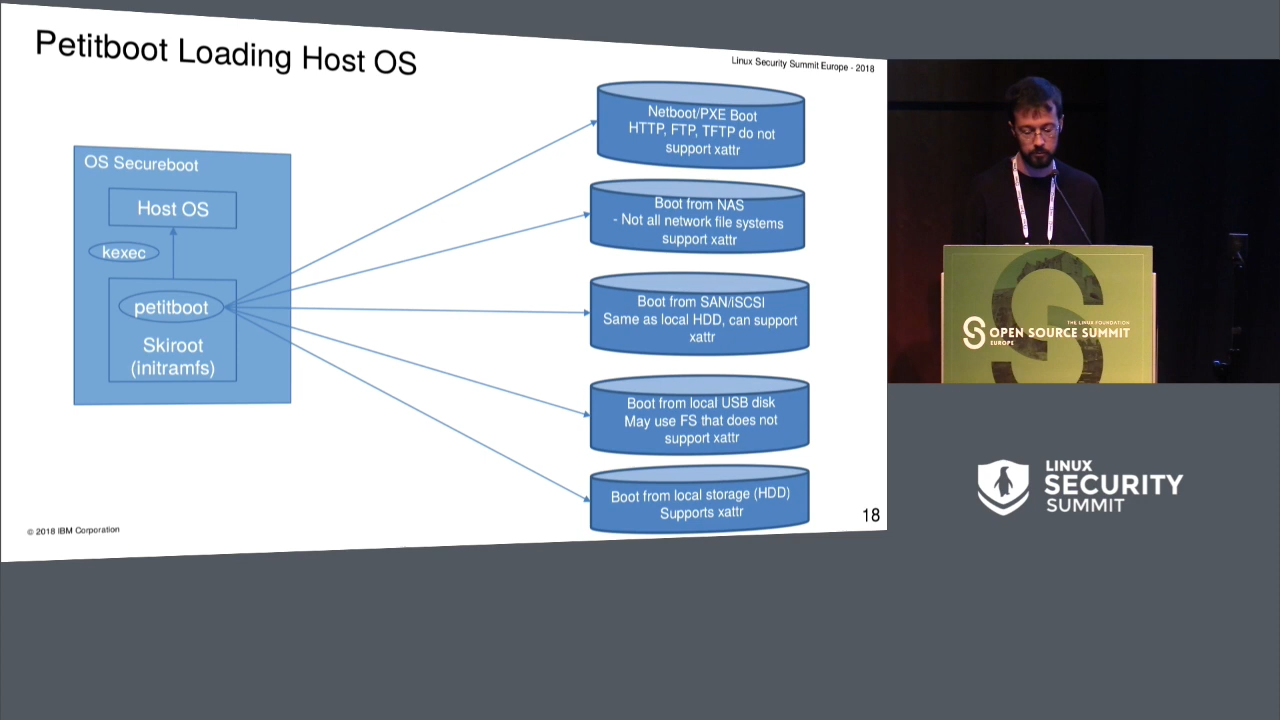 Petitboot Loading Host OS
Linux Security Summit Europe - 2018
OS Secureboot
Host OS
kexec
petitboot
Skiroot
(initramfs)
Netboot/PXE Boot
HTTP, FTP, TFTP do not
support xattr
Boot from NAS
- Not all network file systems
support xattr
Boot from SAN/iSCSI
Same as local HDD, can support
xattr
Boot from local USB disk
May use FS that does not
support xattr
Boot from local storage (HDD)
Supports xattr
© 2018 IBM Corporation
18
THE LINUX FOUNDATION
OPEN SOURCE SUMMIT
EUROPE
LINUX
SECURITY
SUMMIT